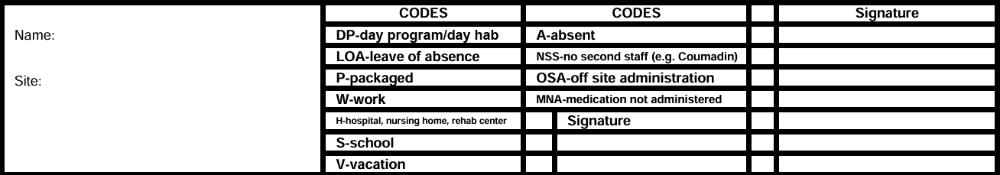 CODES CODES Signature
Name: DP-day program/day hab A-absent
LOA-leave of absence NSS-no second staff (e.g. Coumadin)
Site: P-packaged OSA-off site administration
W-work MNA-medication not administered
H-hospital, nursing home, rehab center Signature
S-school
V-vacation